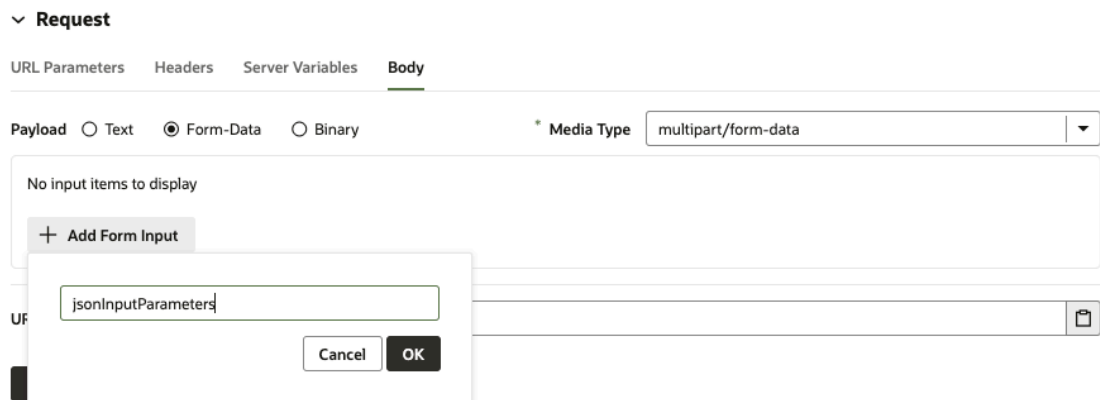 Request
URL Parameters Headers Server Variables Body
Payload Text Form-Data Binary * Media Type multipart/form-data
No input items to display
+ Add Form Input
jsonInputParameters
UR
Cancel OK